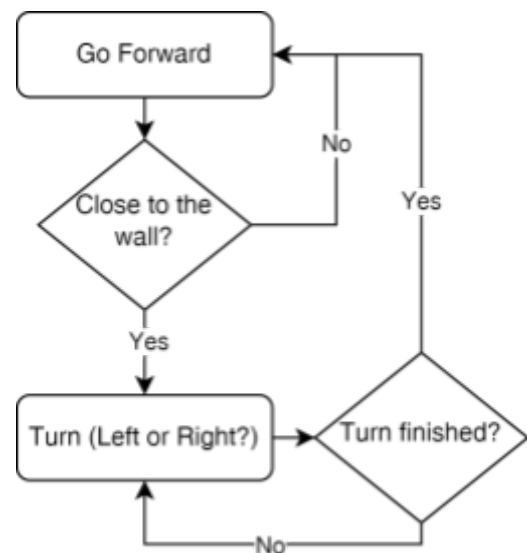 Go Forward
No
Close to the
wall?
Yes
Yes
Turn (Left or Right?)
Turn finished?
No